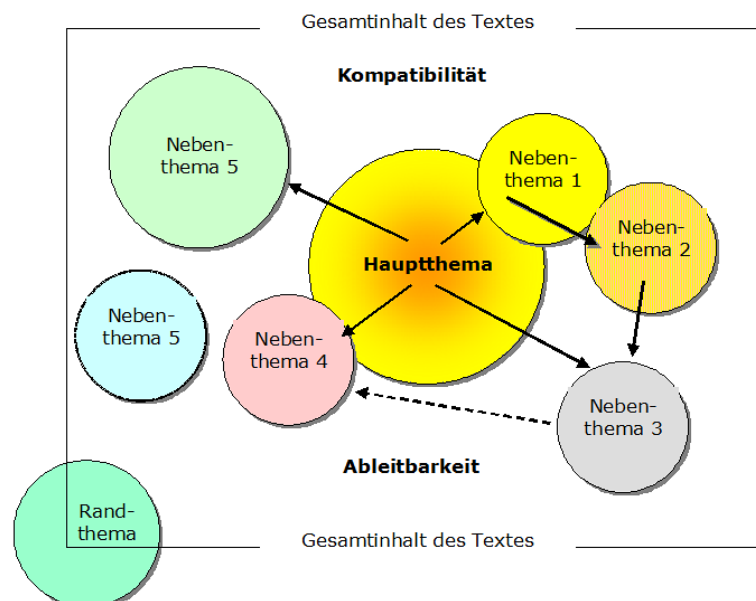 Gesamtinhalt des Textes
Kompatibilität
Neben-
thema 5
Neben-
thema 1
Neben-
thema 2
Hauptthema
Neben-
thema 5
Neben-
thema 4
Neben-
thema 3
Ableitbarkeit
Rand-
thema
Gesamtinhalt des Textes